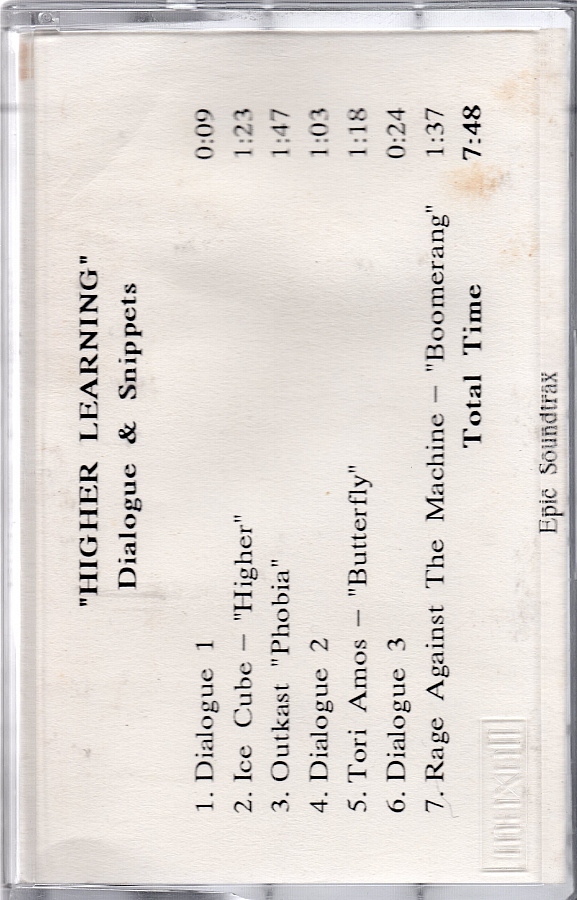 "HIGHER LEARNING"
Dialogue & Snippets
1. Dialogue 1 0:09
2. Ice Cube – "Higher" 1:23
3. Outkast "Phobia" 1:47
4. Dialogue 2 1:03
5. Tori Amos – "Butterfly" 1:18
6. Dialogue 3 0:24
7. Rage Against The Machine – "Boomerang" 1:37
Total Time 7:48
Epic Soundtrax
maxell